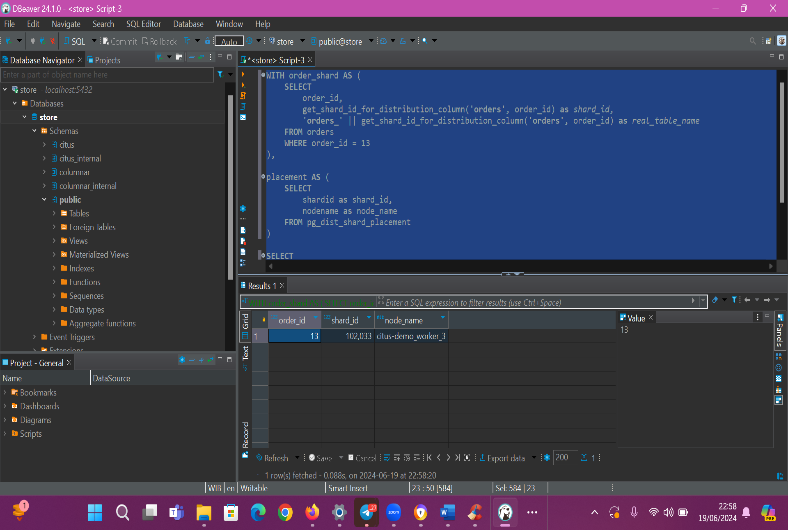 DBeaver 24.1.0 - <store> Script-3
File Edit Navigate Search SQL Editor Database Window Help
SQL Commit Rollback Auto store public@store
Database Navigator Projects
*<store> Script-3
Enter a part of object name here
store - localhost:5432
Databases
store
Schemas
citus
citus_internal
columnar
columnar_internal
public
Tables
Foreign Tables
Views
Materialized Views
Indexes
Functions
Sequences
Data types
Aggregate functions
Event Triggers
Extensions
WITH order_shard AS (
SELECT
order_id,
get_shard_id_for_distribution_column('orders', order_id) as shard_id,
'orders_' || get_shard_id_for_distribution_column('orders', order_id) as real_table_name
FROM orders
WHERE order_id = 13
),
placement AS (
SELECT
shardid as shard_id,
nodename as node_name
FROM pg_dist_shard_placement
)
SELECT
Results 1
Enter a SQL expression to filter results (use Ctrl+Space)
Grid
Text
Record
order_id shard_id node_name
1 13 102,033 citus-demo_worker_3
Value
13
Panels
Project - General
Name DataSource
Bookmarks
Dashboards
Diagrams
Scripts
Refresh Save Cancel Export data 200 1
1 row(s) fetched - 0.088s, on 2024-06-19 at 22:58:20
WIB en Writable Smart Insert 23 : 50 [584] Sel: 584 | 23
22:58
19/06/2024